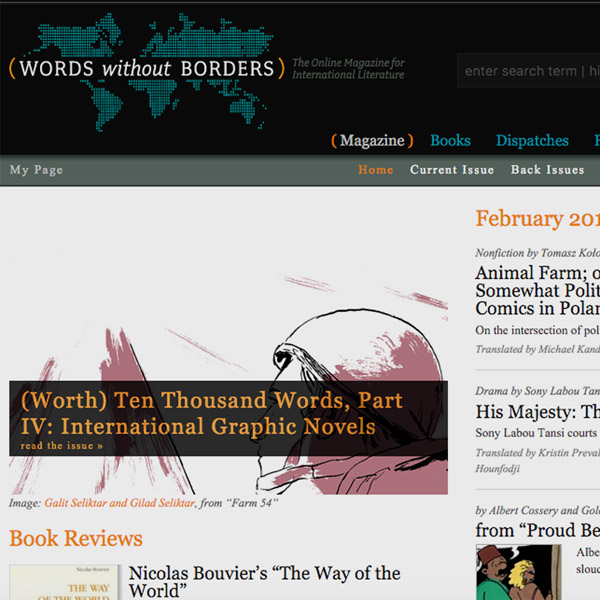 (WORDS without BORDERS)
The Online Magazine for
International Literature
enter search term | hi
( Magazine )
Books
Dispatches
My Page
Home
Current Issue
Back Issues
(Worth) Ten Thousand Words, Part
IV: International Graphic Novels
read the issue »
Image: Galit Seliktar and Gilad Seliktar, from “Farm 54”
Book Reviews
Nicolas Bouvier
THE WAY
OF THE WORLD
Nicolas Bouvier’s “The Way of the
World”
February 201
Nonfiction by Tomasz Koło
Animal Farm; o
Somewhat Polit
Comics in Polan
On the intersection of pol
Translated by Michael Kand
Drama by Sony Labou Tan
His Majesty: Th
Sony Labou Tansi courts
Translated by Kristin Preval
Hounfodji
by Albert Cossery and Golo
from “Proud Be
Albe
slouc